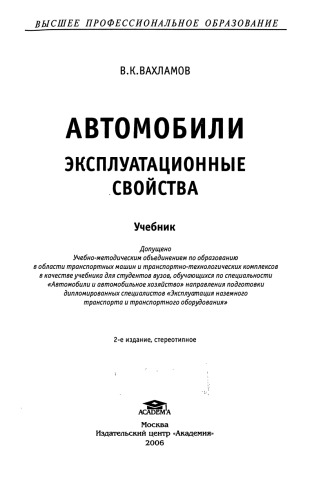 ВЫСШЕЕ ПРОФЕССИОНАЛЬНОЕ ОБРАЗОВАНИЕ
В.К.ВАХЛАМОВ
АВТОМОБИЛИ
ЭКСПЛУАТАЦИОННЫЕ
СВОЙСТВА
Учебник
Допущено
Учебно-методическим объединением по образованию
в области транспортных машин и транспортно-технологических комплексов
в качестве учебника для студентов вузов, обучающихся по специальности
«Автомобили и автомобильное хозяйство» направления подготовки
дипломированных специалистов «Эксплуатация наземного
транспорта и транспортного оборудования»
2-е издание, стереотипное
ACADEMA
Москва
Издательский центр «Академия»
2006